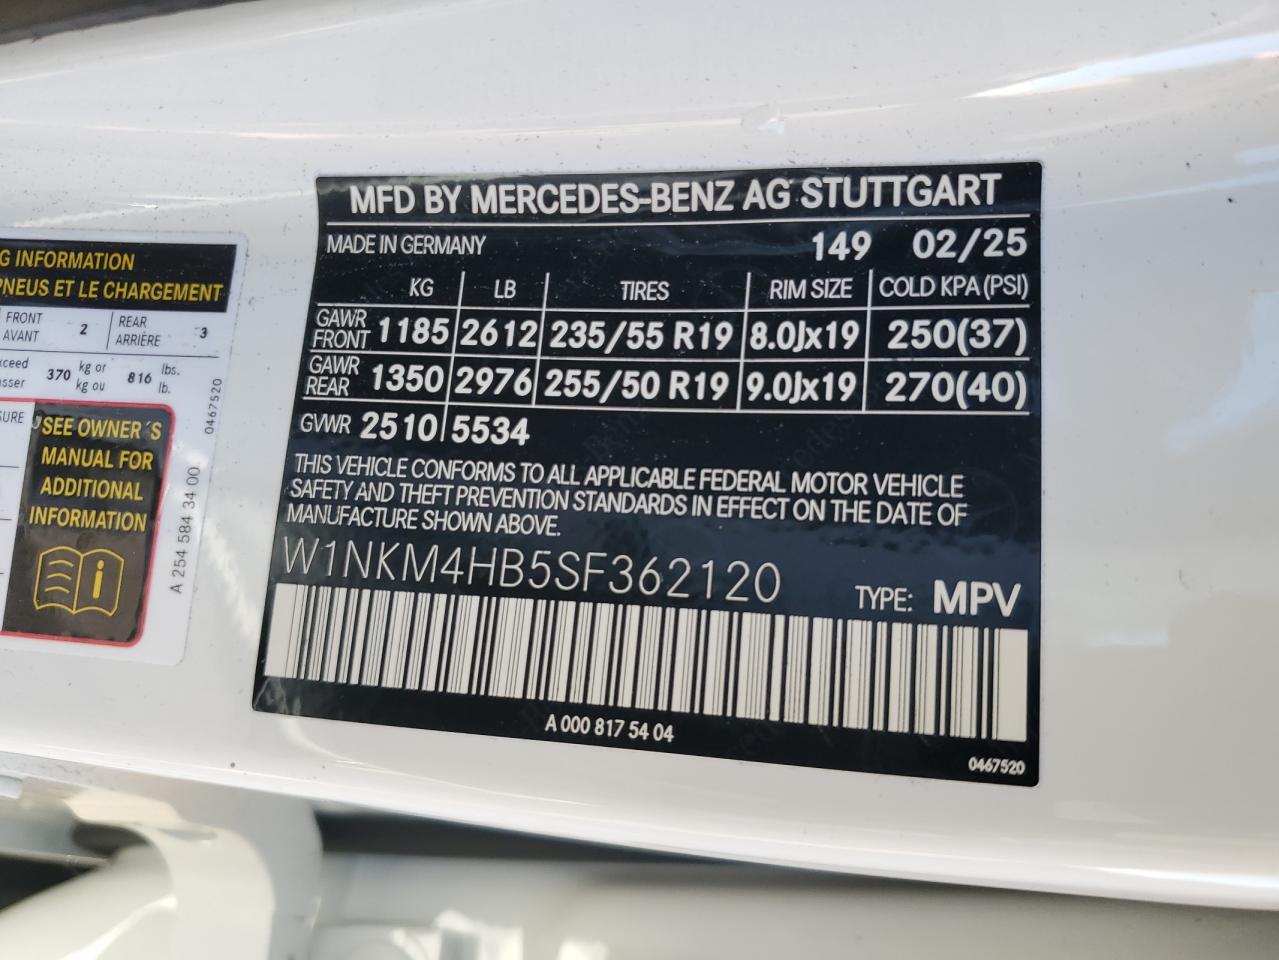 G INFORMATION
PNEUS ET LE CHARGEMENT
FRONT
AVANT
2
REAR
ARRIÈRE
3
370
kg or
kg ou
816
lbs.
lb.
0467520
SEE OWNER´S
MANUAL FOR
ADDITIONAL
INFORMATION
i
A 254 584 34 00
MFD BY MERCEDES-BENZ AG STUTTGART
MADE IN GERMANY 149 02/25
KG LB TIRES RIM SIZE COLD KPA (PSI)
GAWR FRONT 1185 2612 235/55 R19 8.0Jx19 250(37)
GAWR REAR 1350 2976 255/50 R19 9.0Jx19 270(40)
GVWR 2510 5534
THIS VEHICLE CONFORMS TO ALL APPLICABLE FEDERAL MOTOR VEHICLE
SAFETY AND THEFT PREVENTION STANDARDS IN EFFECT ON THE DATE OF
MANUFACTURE SHOWN ABOVE.
W1NKM4HB5SF362120
TYPE: MPV
A 000 817 54 04
0467520